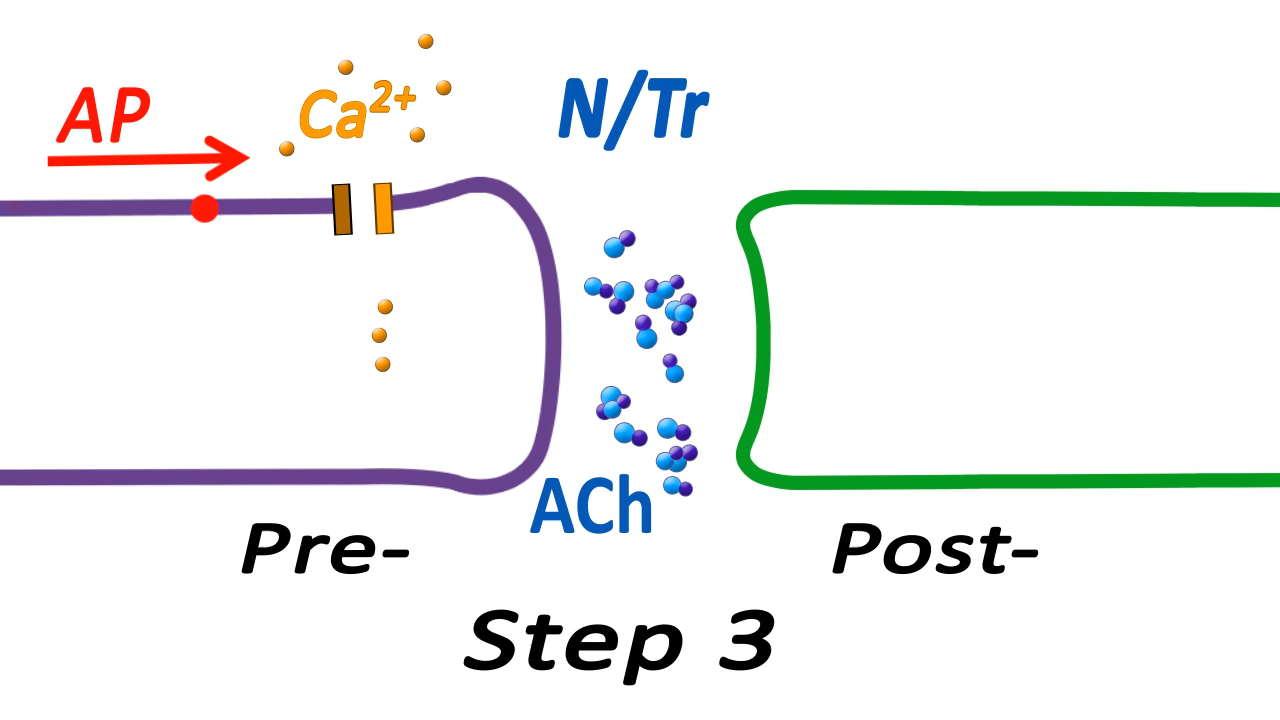 AP
Ca²⁺
N/Tr
ACh
Pre-
Post-
Step 3